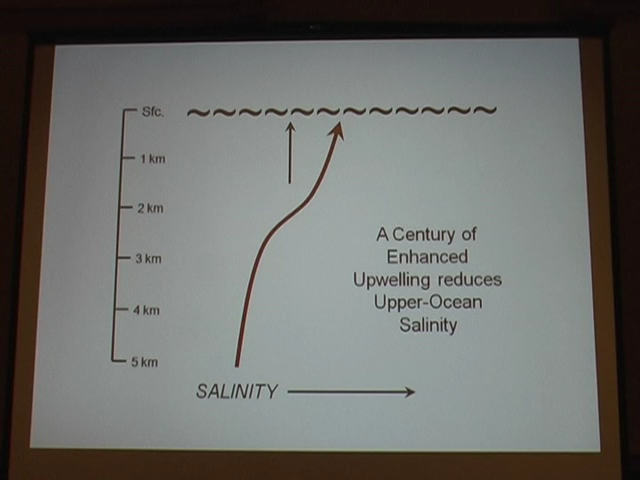 Sfc.
1 km
2 km
3 km
4 km
5 km
A Century of
Enhanced
Upwelling reduces
Upper-Ocean
Salinity
SALINITY